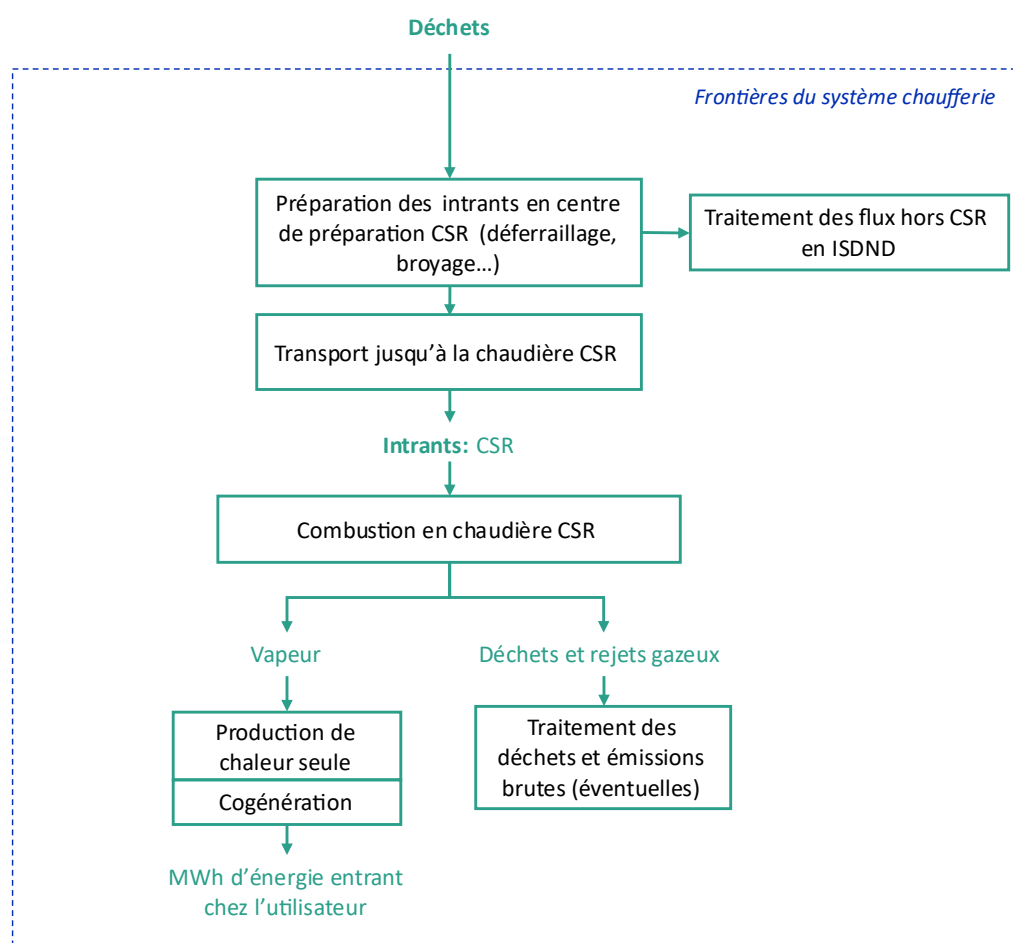 Déchets
Frontières du système chaufferie
Préparation des intrants en centre
de préparation CSR (déferraillage,
broyage...)
Traitement des flux hors CSR
en ISDND
Transport jusqu’à la chaudière CSR
Intrants: CSR
Combustion en chaudière CSR
Vapeur
Déchets et rejets gazeux
Production de
chaleur seule
Cogénération
Traitement des
déchets et émissions
brutes (éventuelles)
MWh d’énergie entrant
chez l’utilisateur